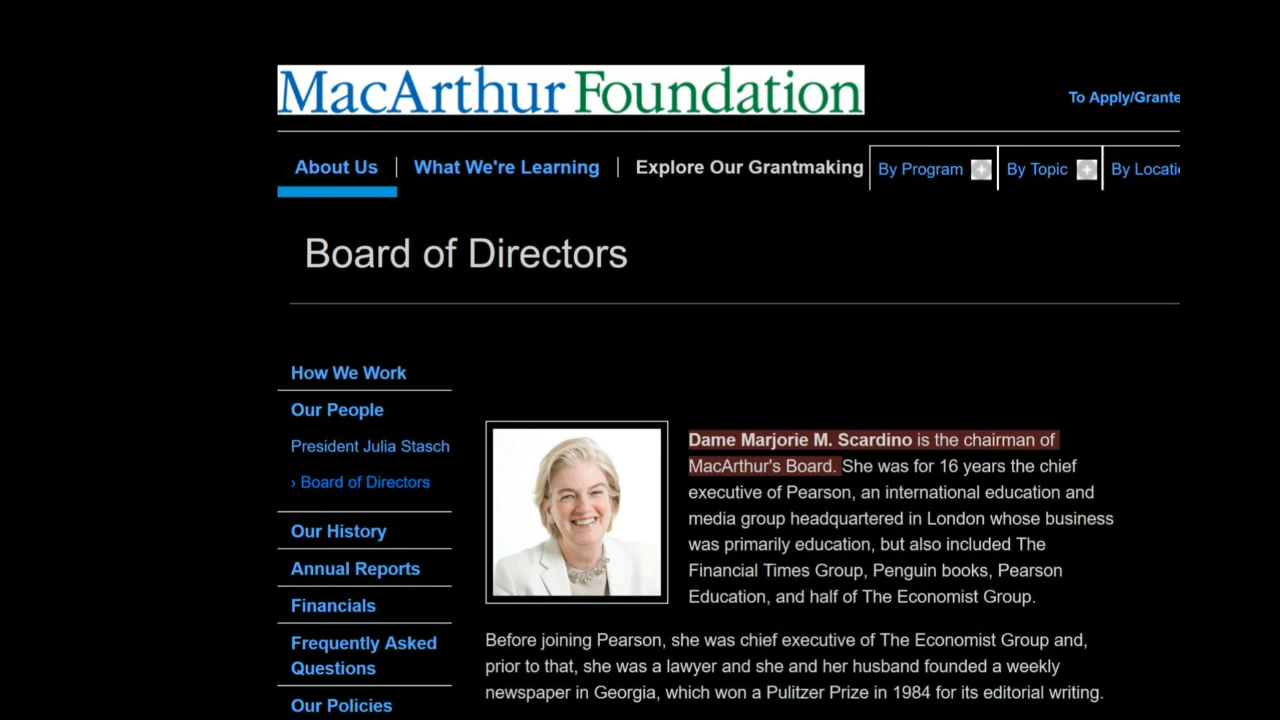 MacArthur Foundation
To Apply/Grante
About Us | What We're Learning | Explore Our Grantmaking By Program + By Topic + By Locati
Board of Directors
How We Work
Our People
President Julia Stasch
› Board of Directors
Our History
Annual Reports
Financials
Frequently Asked
Questions
Our Policies
Dame Marjorie M. Scardino is the chairman of
MacArthur's Board. She was for 16 years the chief
executive of Pearson, an international education and
media group headquartered in London whose business
was primarily education, but also included The
Financial Times Group, Penguin books, Pearson
Education, and half of The Economist Group.
Before joining Pearson, she was chief executive of The Economist Group and,
prior to that, she was a lawyer and she and her husband founded a weekly
newspaper in Georgia, which won a Pulitzer Prize in 1984 for its editorial writing.